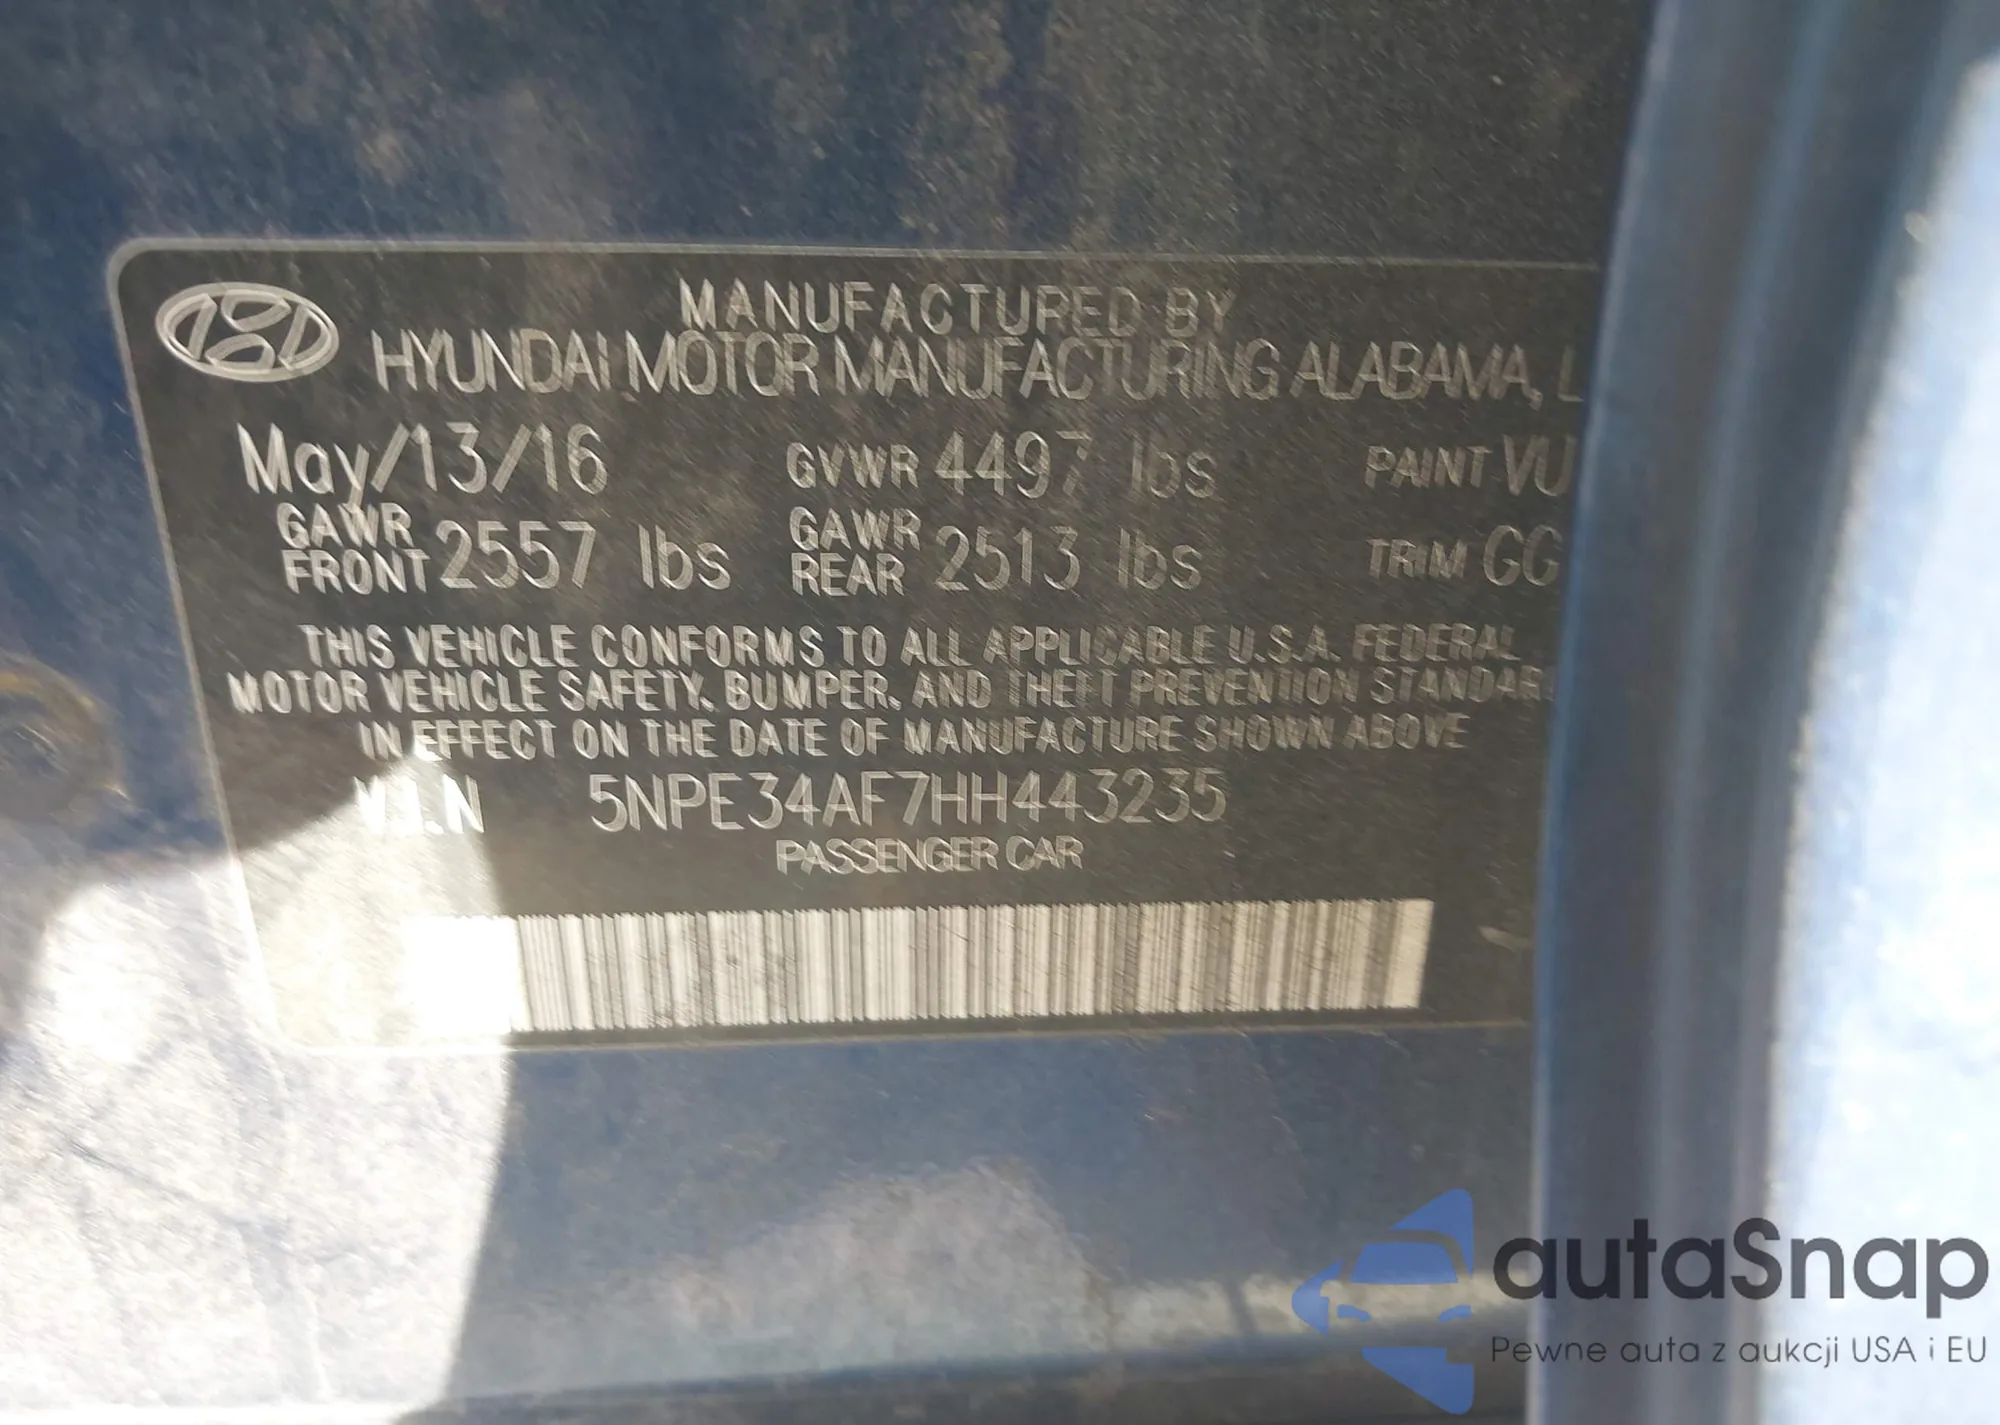 MANUFACTURED BY
HYUNDAI MOTOR MANUFACTURING ALABAMA, L
May/13/16 GVWR 4497 lbs PAINT VU
GAWR FRONT 2557 lbs GAWR REAR 2513 lbs TRIM GG
THIS VEHICLE CONFORMS TO ALL APPLICABLE U.S.A. FEDERAL
MOTOR VEHICLE SAFETY, BUMPER, AND THEFT PREVENTION STANDAR
IN EFFECT ON THE DATE OF MANUFACTURE SHOWN ABOVE
V.I.N 5NPE34AF7HH443235
PASSENGER CAR
autaSnap
Pewne auta z aukcji USA i EU